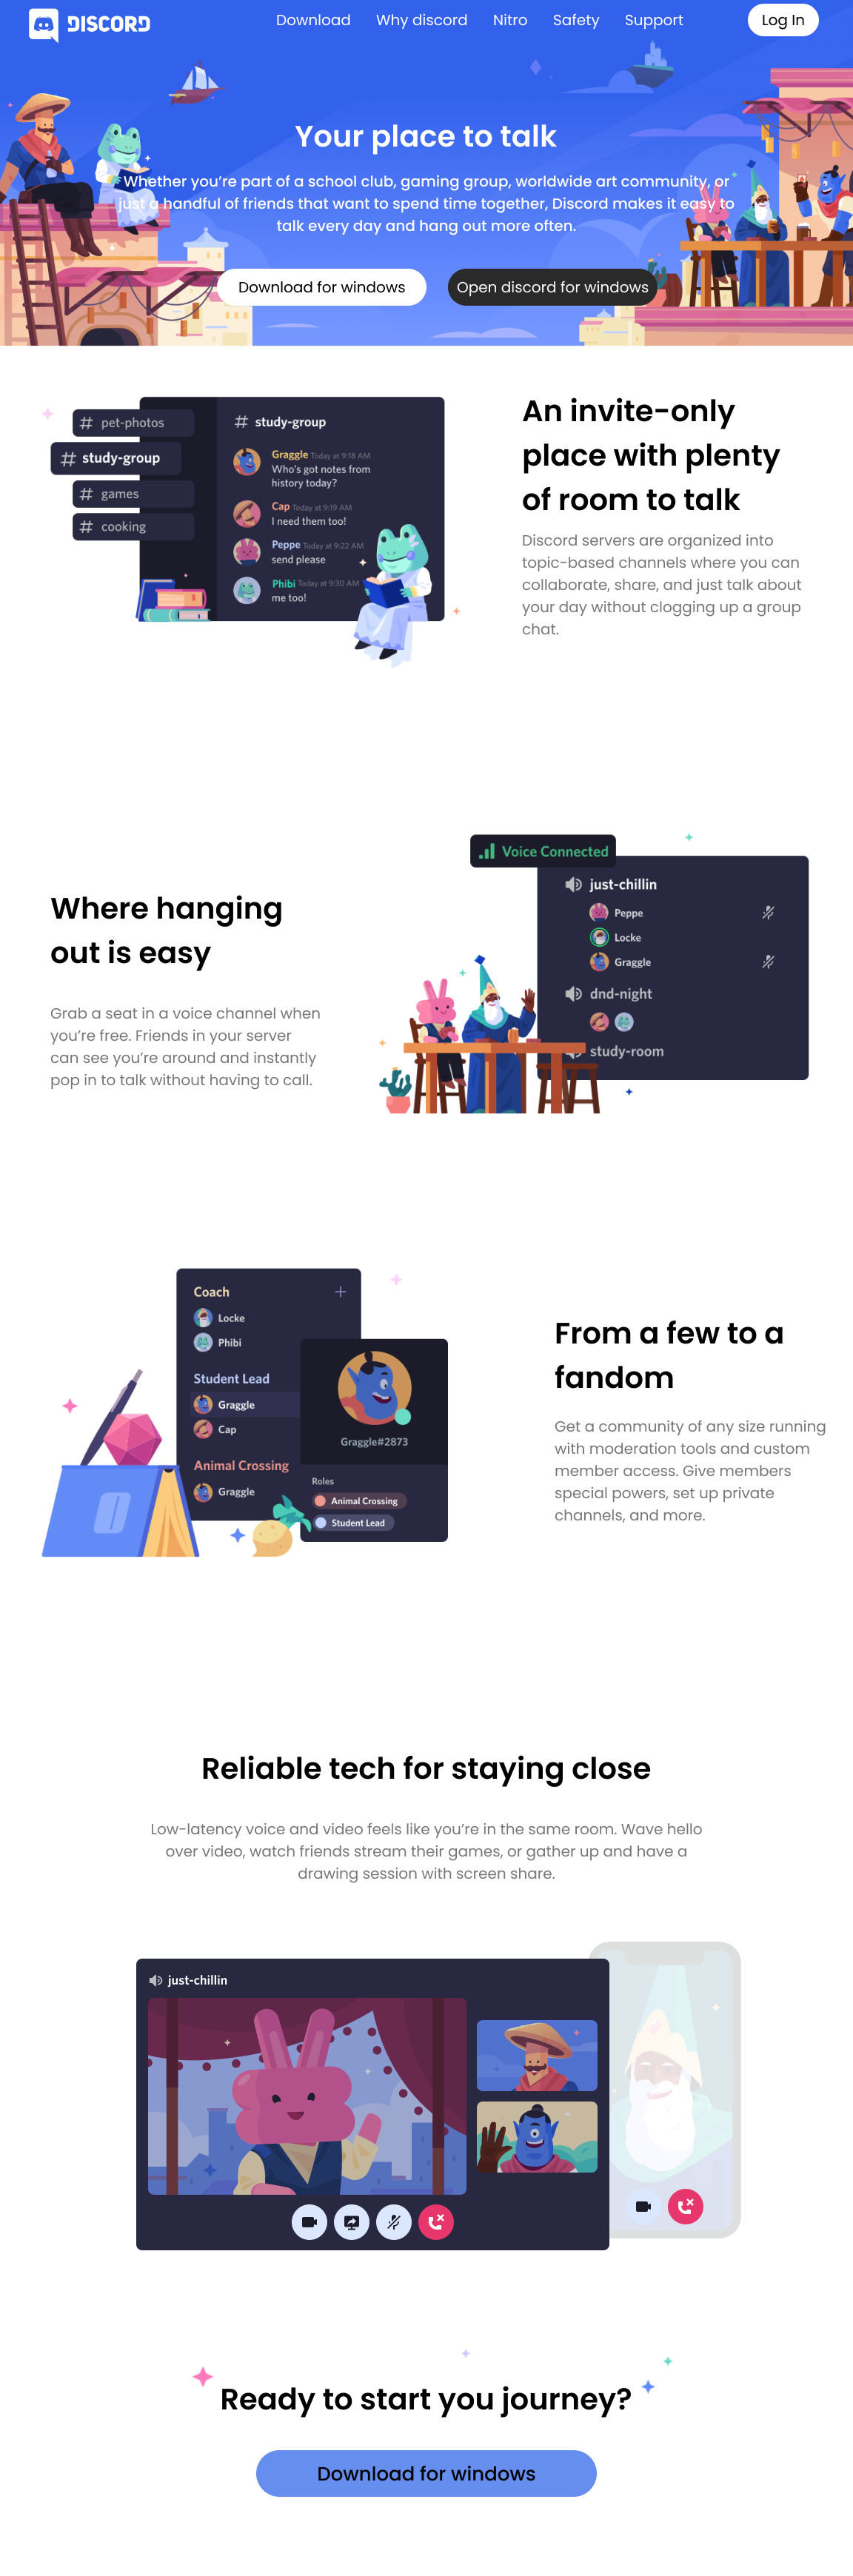 DISCORD
Download Why discord Nitro Safety Support
Log In
Your place to talk
Whether you're part of a school club, gaming group, worldwide art community, or
just a handful of friends that want to spend time together, Discord makes it easy to
talk every day and hang out more often.
Download for windows
Open discord for windows
# pet-photos
# study-group
# games
# cooking
# study-group
Graggle Today at 9:18 AM
Who's got notes from
history today?
Cap Today at 9:19 AM
I need them too!
Peppe Today at 9:22 AM
send please
Phibi Today at 9:30 AM
me too!
An invite-only
place with plenty
of room to talk
Discord servers are organized into
topic-based channels where you can
collaborate, share, and just talk about
your day without clogging up a group
chat.
Where hanging
out is easy
Grab a seat in a voice channel when
you're free. Friends in your server
can see you're around and instantly
pop in to talk without having to call.
Voice Connected
just-chillin
Peppe
Locke
Graggle
dnd-night
study-room
Coach +
Locke
Phibi
Student Lead
Graggle
Cap
Animal Crossing
Graggle
Graggle#2873
Roles
Animal Crossing
Student Lead
From a few to a
fandom
Get a community of any size running
with moderation tools and custom
member access. Give members
special powers, set up private
channels, and more.
Reliable tech for staying close
Low-latency voice and video feels like you're in the same room. Wave hello
over video, watch friends stream their games, or gather up and have a
drawing session with screen share.
just-chillin
Ready to start you journey?
Download for windows